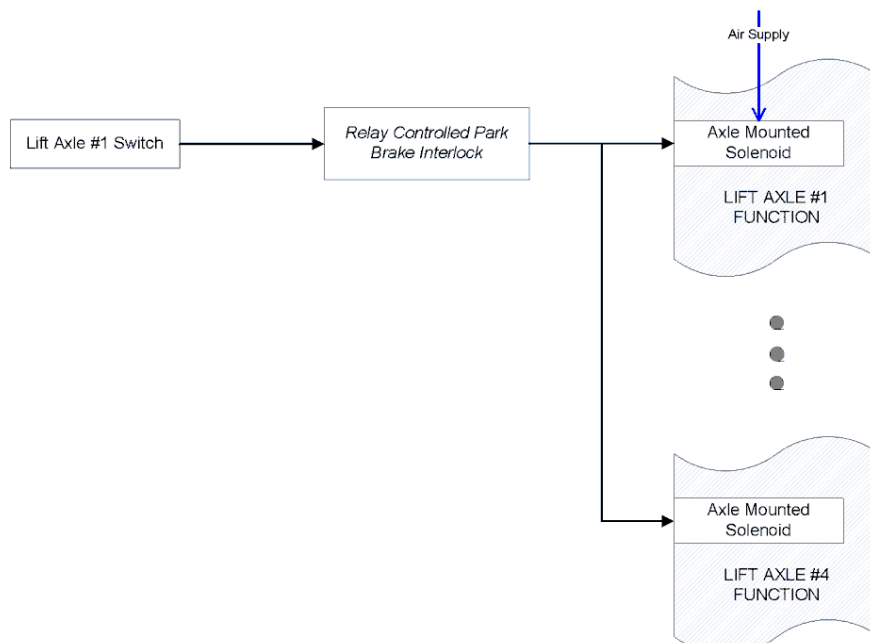 Air Supply
Lift Axle #1 Switch
Relay Controlled Park
Brake Interlock
Axle Mounted
Solenoid
LIFT AXLE #1
FUNCTION
Axle Mounted
Solenoid
LIFT AXLE #4
FUNCTION